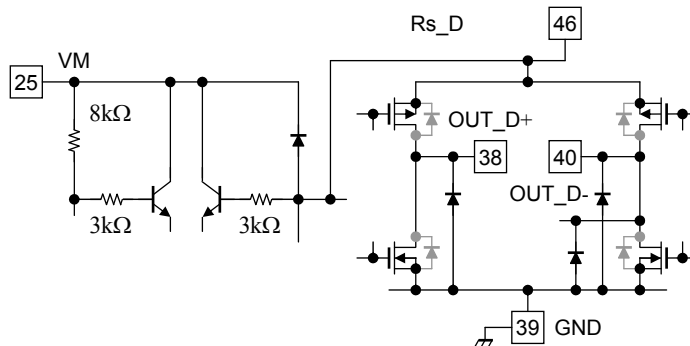 Rs_D
46
VM
25
8kΩ
OUT_D+
38
40
OUT_D-
3kΩ
3kΩ
39
GND